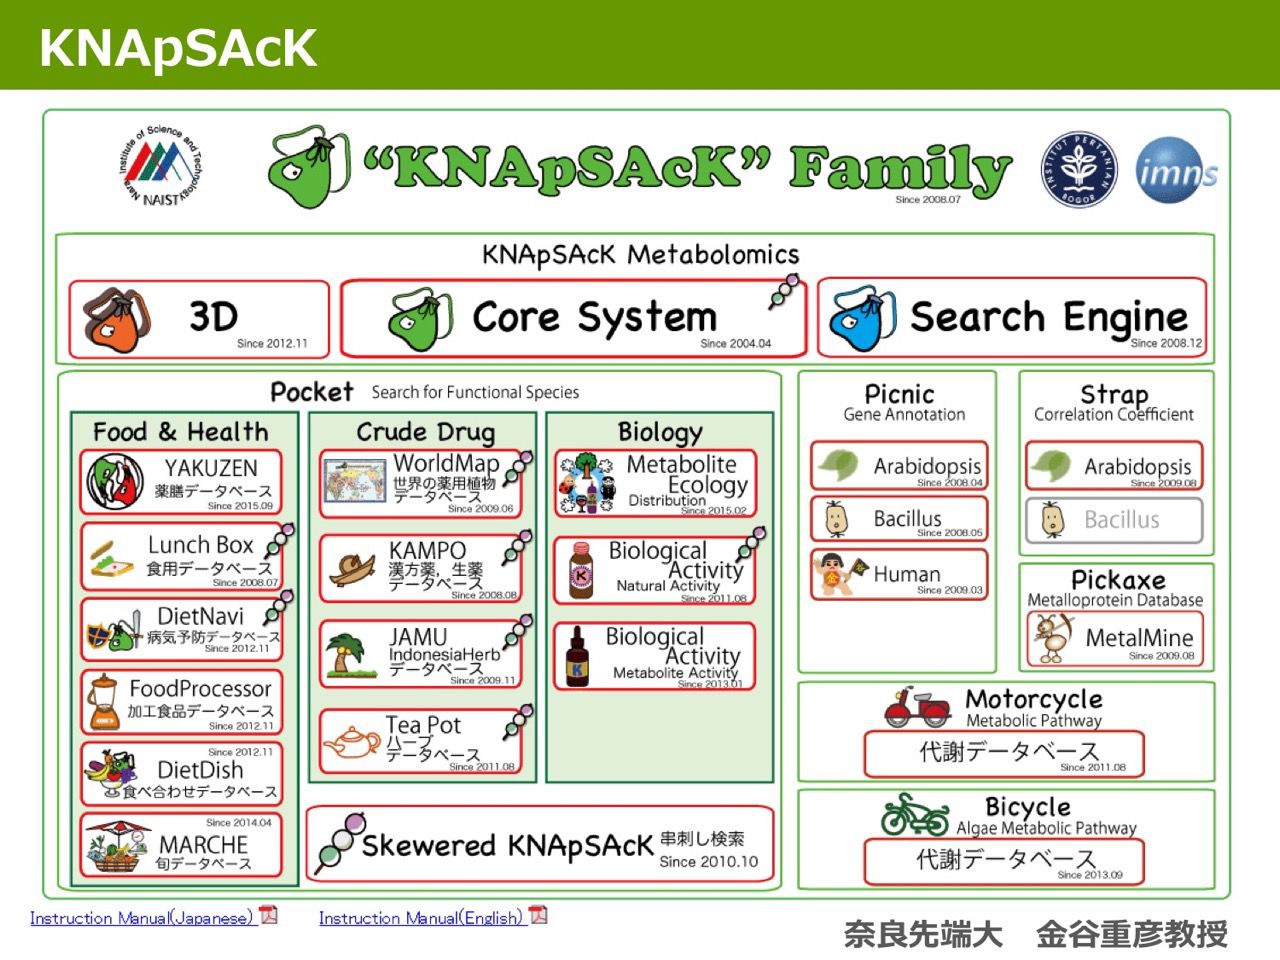 KNApSAcK
Nara Institute of Science and Technology
NAIST
“KNApSAcK” Family
Since 2008.07
INSTITUT PERTANIAN
BOGOR
imns
KNApSAcK Metabolomics
3D
Since 2012.11
Core System
Since 2004.04
Search Engine
Since 2008.12
Pocket Search for Functional Species
Food & Health
YAKUZEN
薬膳データベース
Since 2015.09
Lunch Box
食用データベース
Since 2008.07
DietNavi
病気予防データベース
Since 2012.11
FoodProcessor
加工食品データベース
Since 2012.11
Since 2012.11
DietDish
食べ合わせデータベース
Since 2014.04
MARCHE
旬データベース
Crude Drug
WorldMap
世界の薬用植物
データベース
Since 2009.06
KAMPO
漢方薬，生薬
データベース
Since 2008.08
JAMU
IndonesiaHerb
データベース
Since 2009.11
Tea Pot
ハーブ
データベース
Since 2011.08
Biology
Metabolite
Ecology
Distribution
Since 2015.02
K
Biological
Activity
Natural Activity
Since 2011.08
K
Biological
Activity
Metabolite Activity
Since 2013.01
Skewered KNApSAcK 串刺し検索
Since 2010.10
Picnic
Gene Annotation
Arabidopsis
Since 2008.04
Bacillus
Since 2008.05
金
谷
Human
Since 2009.03
Strap
Correlation Coefficient
Arabidopsis
Since 2009.08
Bacillus
Pickaxe
Metalloprotein Database
MetalMine
Since 2009.08
Motorcycle
Metabolic Pathway
代謝データベース
Since 2011.08
Bicycle
Algae Metabolic Pathway
代謝データベース
Since 2013.09
Instruction Manual(Japanese)
Instruction Manual(English)
奈良先端大　金谷重彦教授